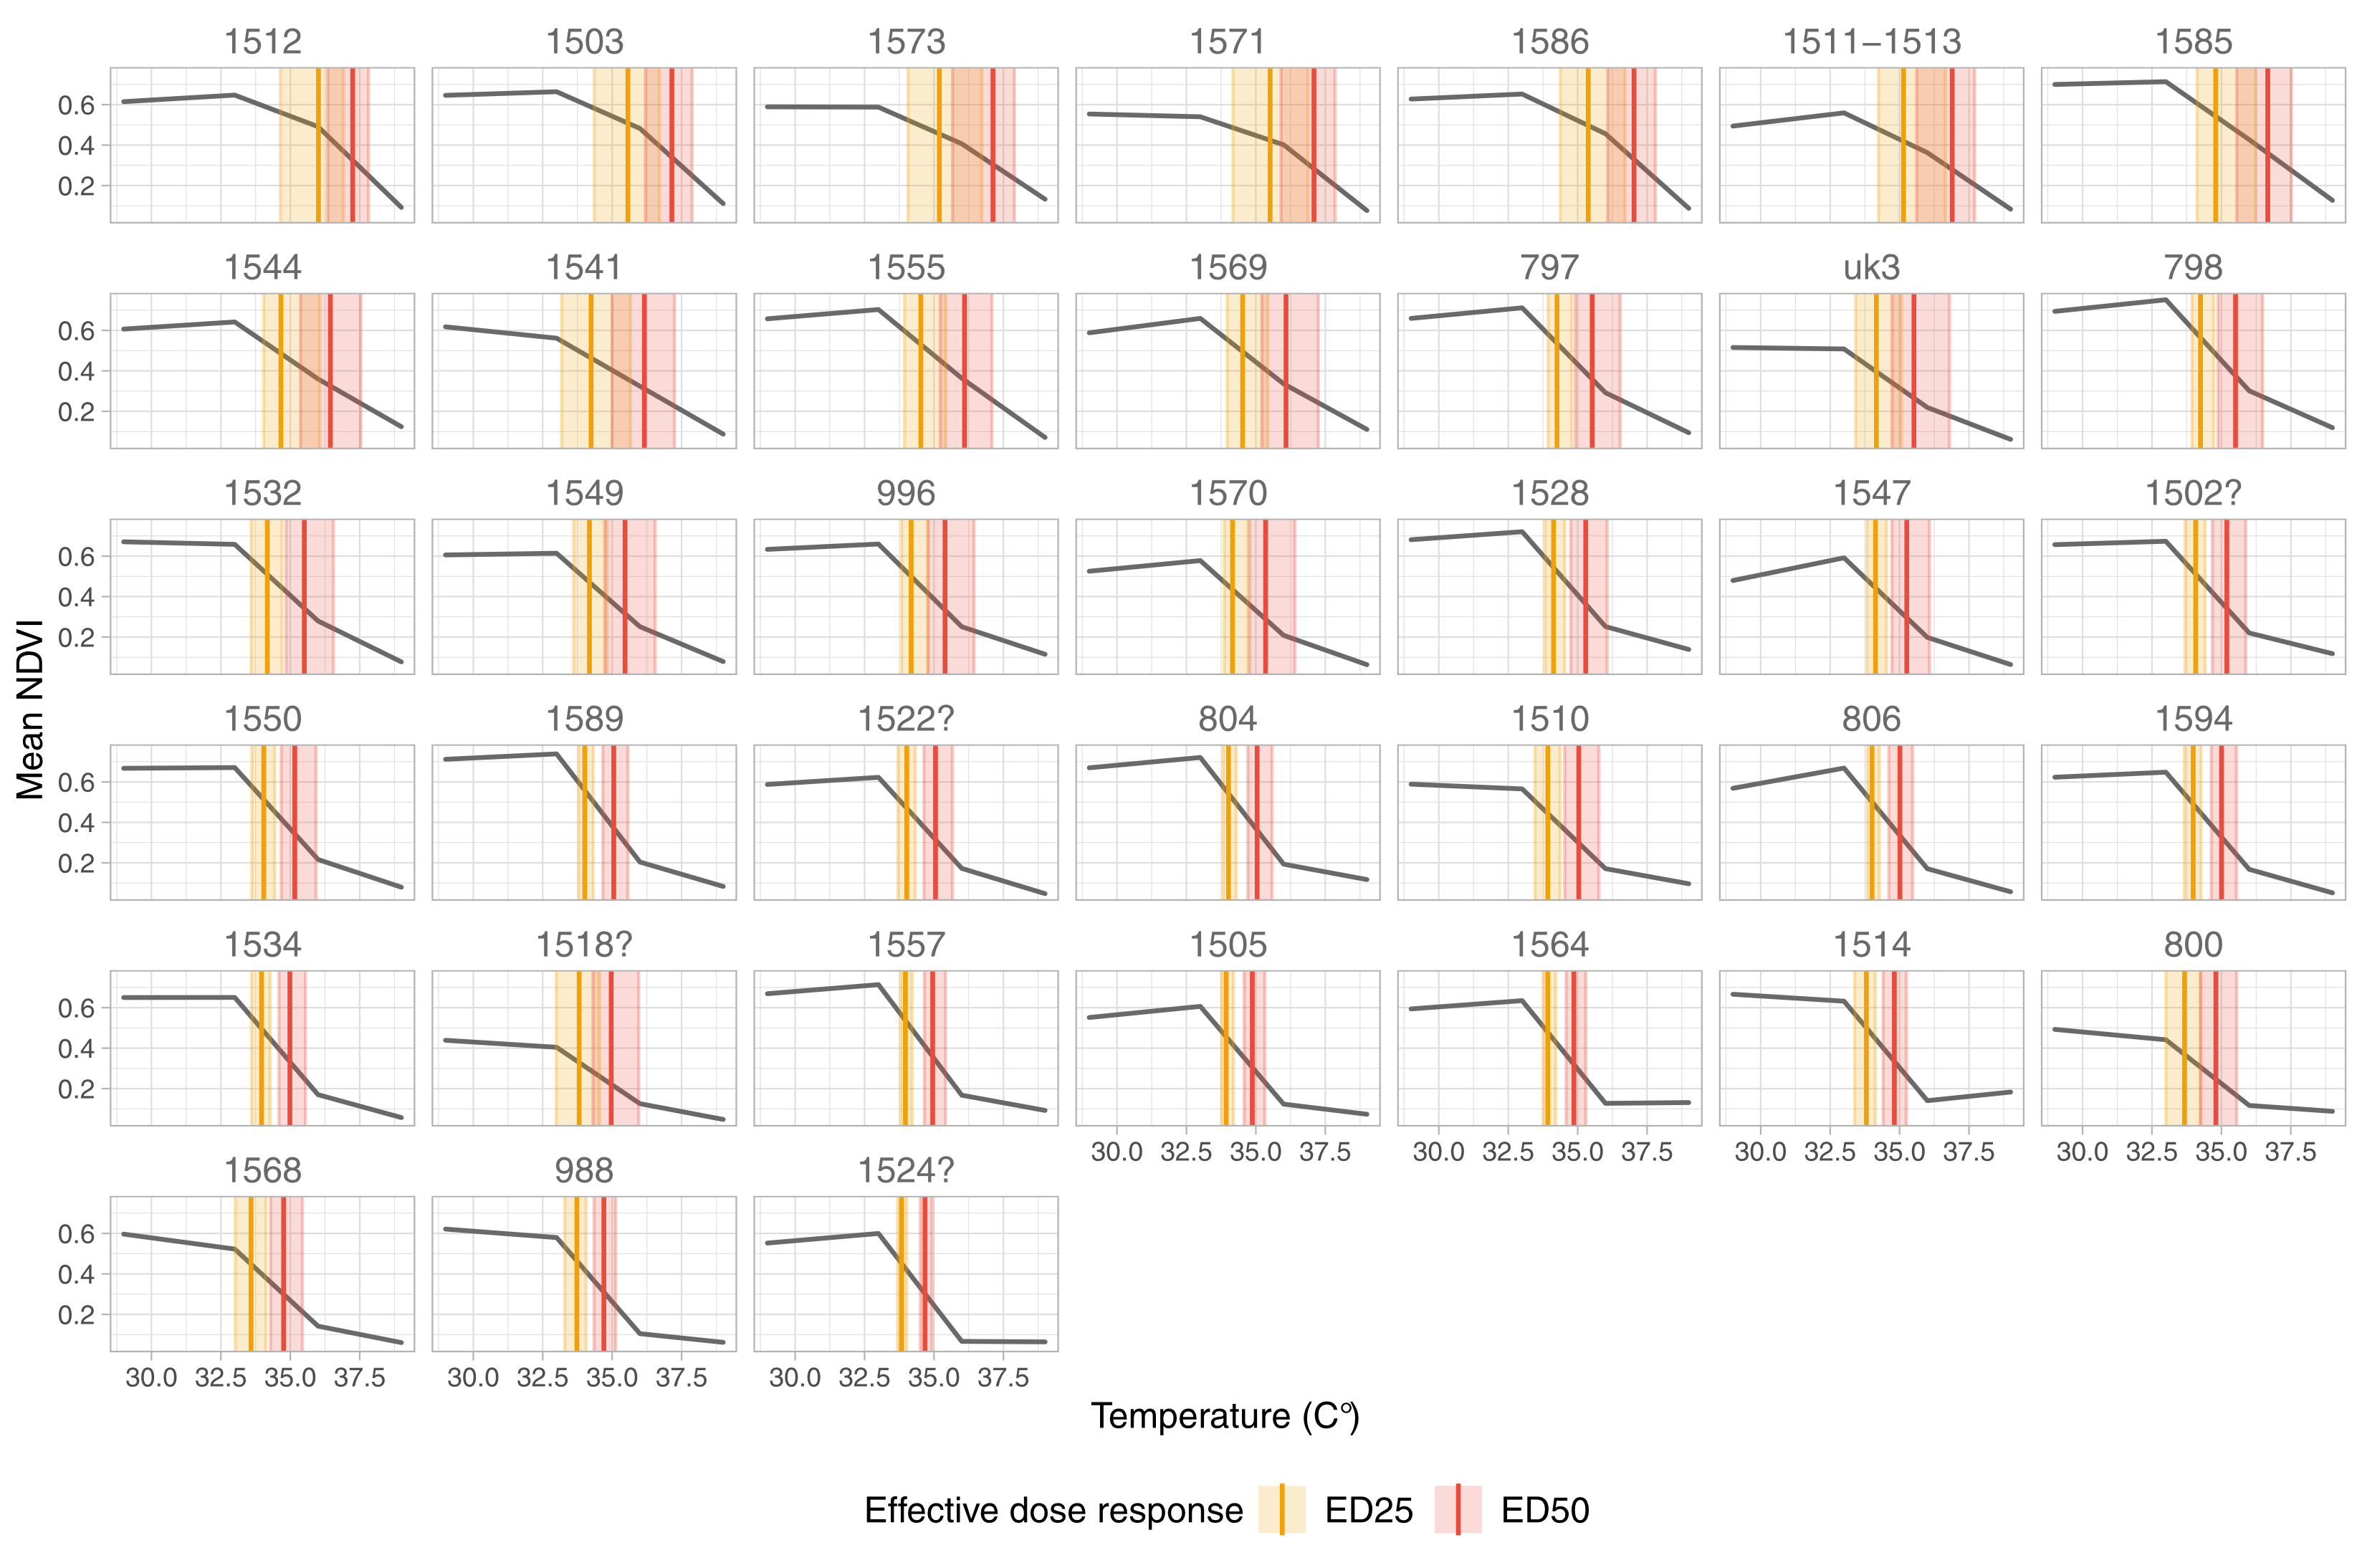 1512 1503 1573 1571 1586 1511−1513 1585
0.6
0.4
0.2
1544 1541 1555 1569 797 uk3 798
0.6
0.4
0.2
1532 1549 996 1570 1528 1547 1502?
0.6
0.4
0.2
Mean NDVI
1550 1589 1522? 804 1510 806 1594
0.6
0.4
0.2
1534 1518? 1557 1505 1564 1514 800
0.6
0.4
0.2
30.0 32.5 35.0 37.5 30.0 32.5 35.0 37.5 30.0 32.5 35.0 37.5 30.0 32.5 35.0 37.5
1568 988 1524?
0.6
0.4
0.2
30.0 32.5 35.0 37.5 30.0 32.5 35.0 37.5 30.0 32.5 35.0 37.5
Temperature (C°)
Effective dose response ED25 ED50